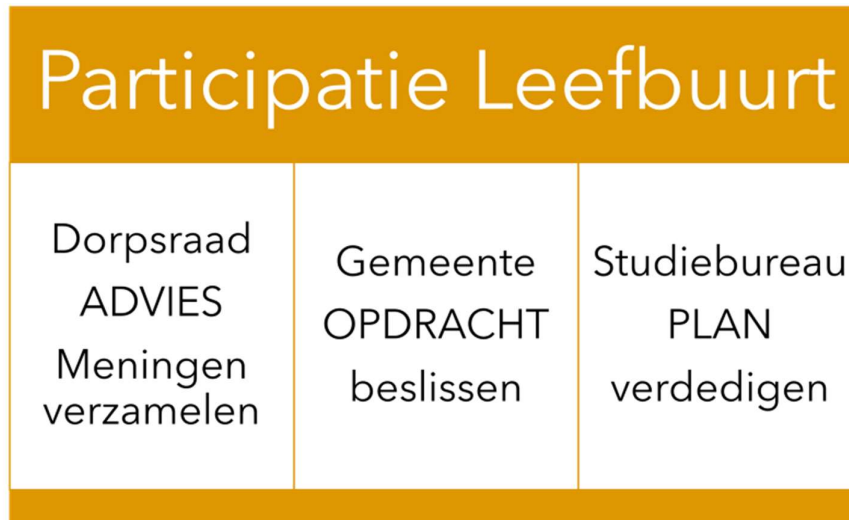 Participatie Leefbuurt
Dorpsraad
ADVIES
Meningen
verzamelen
Gemeente
OPDRACHT
beslissen
Studiebureau
PLAN
verdedigen